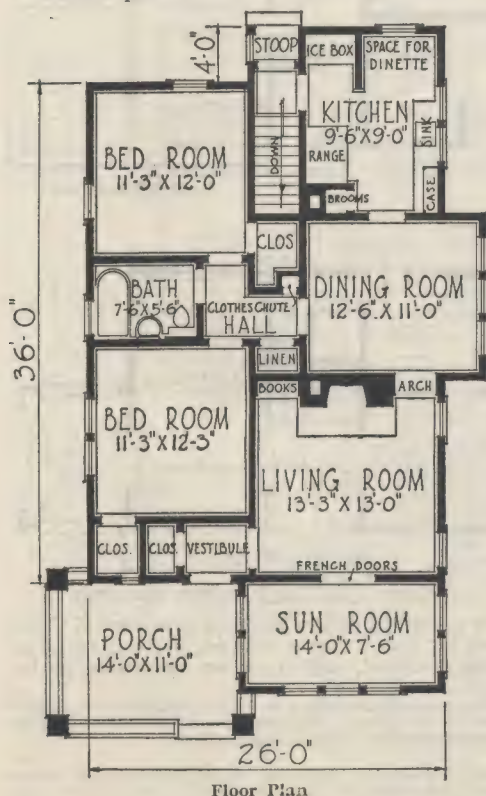 4'-0"
STOOP
ICE BOX
SPACE FOR
DINETTE
KITCHEN
9'-6"X9'-0"
SINK
RANGE
DOWN
BROOMS
CASE
BED ROOM
11'-3"X 12'-0"
CLOS
BATH
7'-6"X5'-6"
CLOTHES CHUTE
HALL
DINING ROOM
12'-6"X 11'-0"
36'-0"
LINEN
BOOKS
ARCH
BED ROOM
11'-3"X12'-3"
LIVING ROOM
13'-3"X 13'-0"
CLOS.
CLOS.
VESTIBULE
FRENCH DOORS
PORCH
14'-0"X11'-0"
SUN ROOM
14'-0"X 7'-6"
26'-0"
Floor Plan